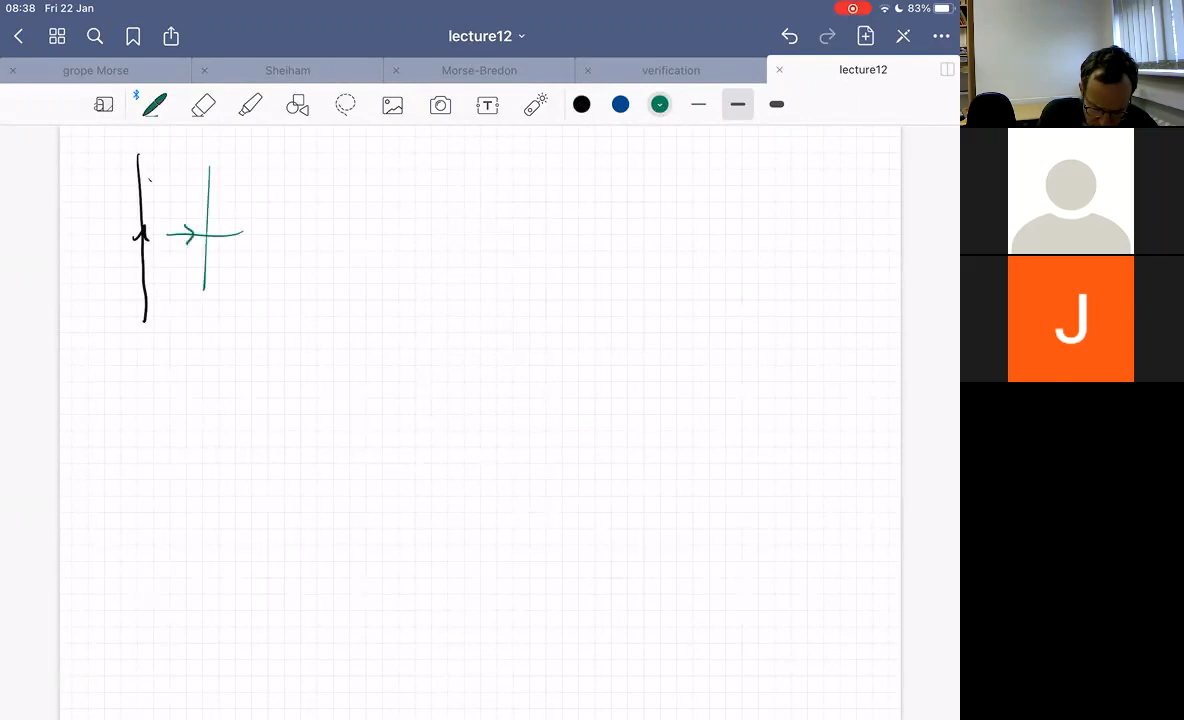 08:38 Fri 22 Jan
83%
lecture12
grope Morse
Sheiham
Morse-Bredon
verification
lecture12
T
J